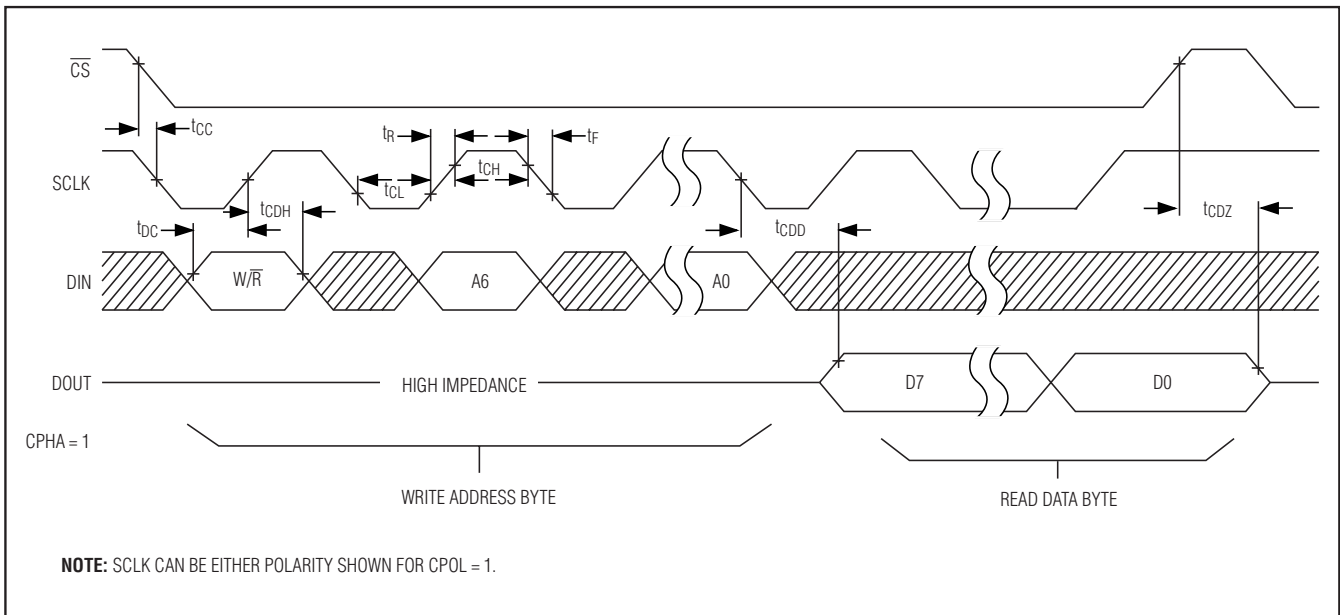 C̅S̅
tCC
tR
tF
SCLK
tCL
tCH
tDC
tCDH
tCDD
tCDZ
DIN
W/R̅
A6
A0
DOUT
HIGH IMPEDANCE
D7
D0
CPHA = 1
WRITE ADDRESS BYTE
READ DATA BYTE
NOTE: SCLK CAN BE EITHER POLARITY SHOWN FOR CPOL = 1.